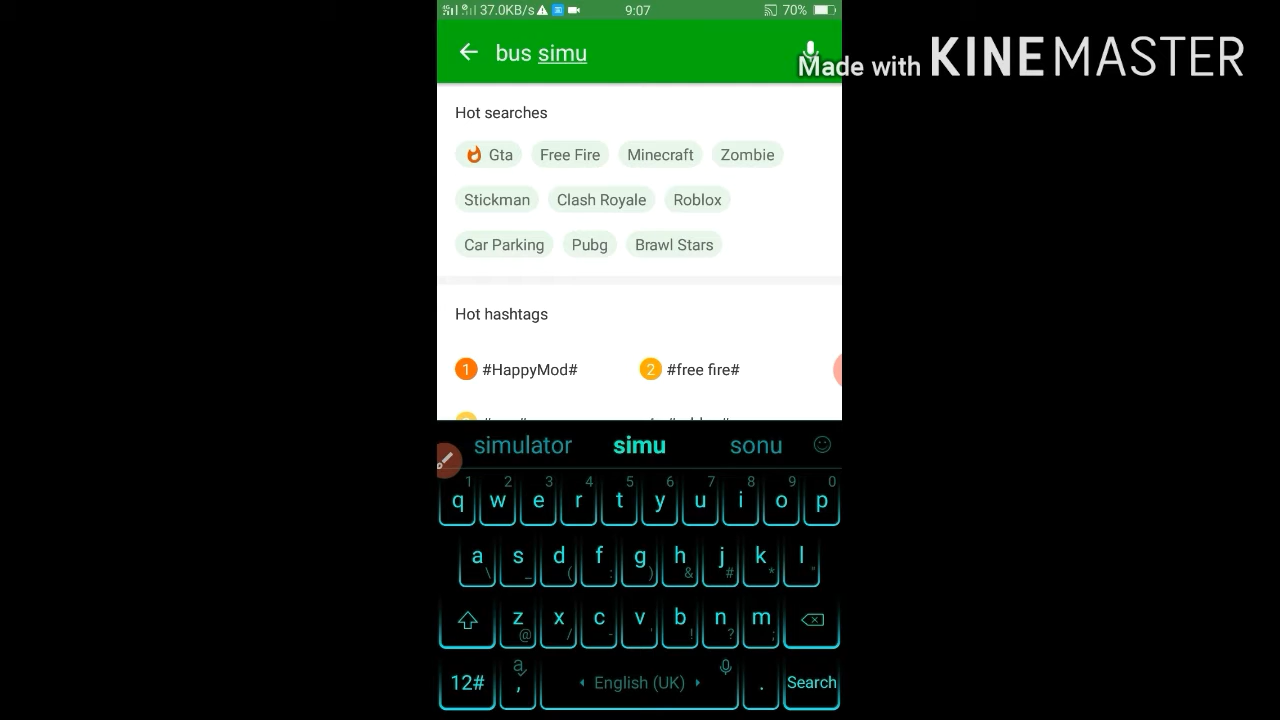 37.0KB/s 9:07 70%
bus simu
Made with KINEMASTER
Hot searches
Gta Free Fire Minecraft Zombie
Stickman Clash Royale Roblox
Car Parking Pubg Brawl Stars
Hot hashtags
1 #HappyMod# 2 #free fire#
simulator simu sonu
1 2 3 4 5 6 7 8 9 0
q w e r t y u i o p
a s d f g h j k l
\ _ ( : ) & # * "
z x c v b n m
@ / - ' ! ? ;
12# a , English (UK) . Search